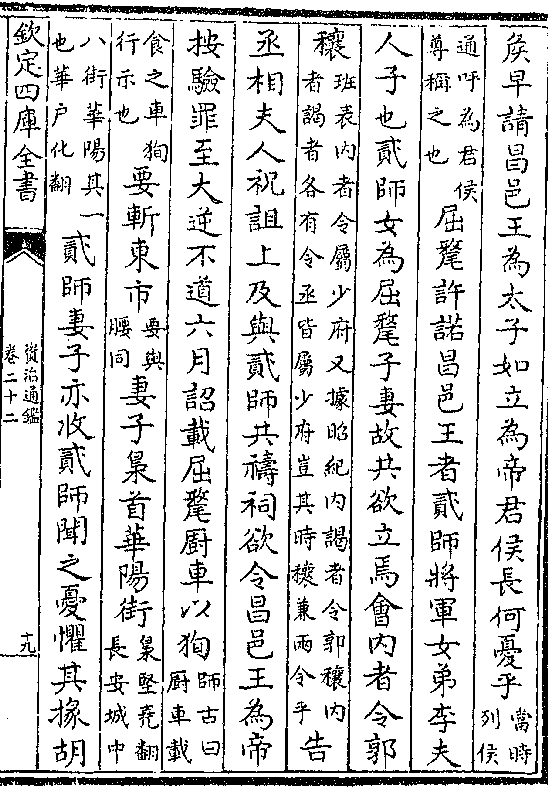 矦早請昌邑王為太子如立為帝君侯長何憂乎當時列侯
通呼為君侯尊稱之也屈氂許諾昌邑王者貳師將軍女弟李夫
人子也貳師女為屈氂子妻故共欲立焉會内者令郭
穰班表内者令屬少府又據昭紀内謁者令郭穰内者謁者各有令丞皆屬少府豈其時穰兼兩令乎告
丞相夫人祝詛上及與貳師共禱祠欲令昌邑王為帝
按驗罪至大逆不道六月詔載屈氂厨車以狥師古曰厨車載
食之車狥行示也要斬東市要與腰同妻子梟首華陽街梟堅堯翻長安城中
八街華陽其一也華户化翻貳師妻子亦收貳師聞之憂懼其掾胡
欽定四庫全書
資治通鑑
卷二十二
十九